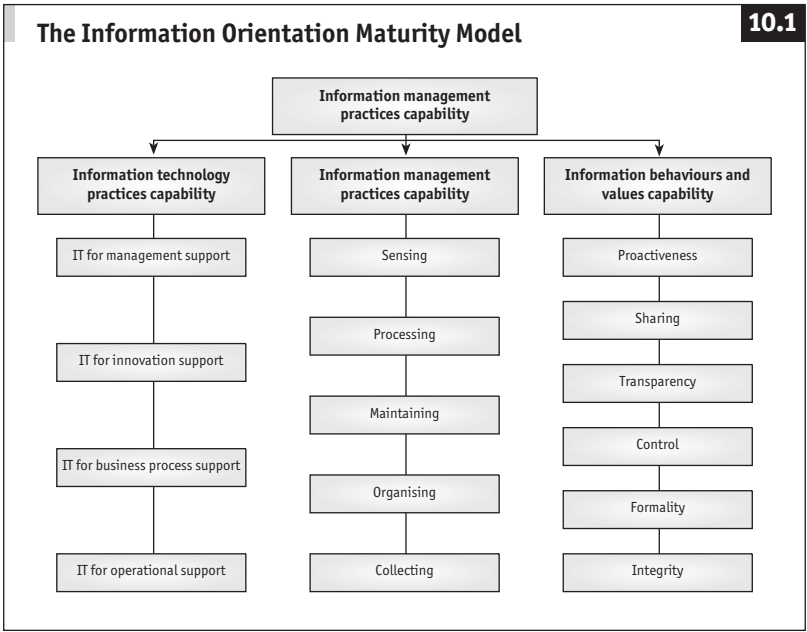 The Information Orientation Maturity Model
10.1
Information management
practices capability
Information technology
practices capability
Information management
practices capability
Information behaviours and
values capability
IT for management support
IT for innovation support
IT for business process support
IT for operational support
Sensing
Processing
Maintaining
Organising
Collecting
Proactiveness
Sharing
Transparency
Control
Formality
Integrity